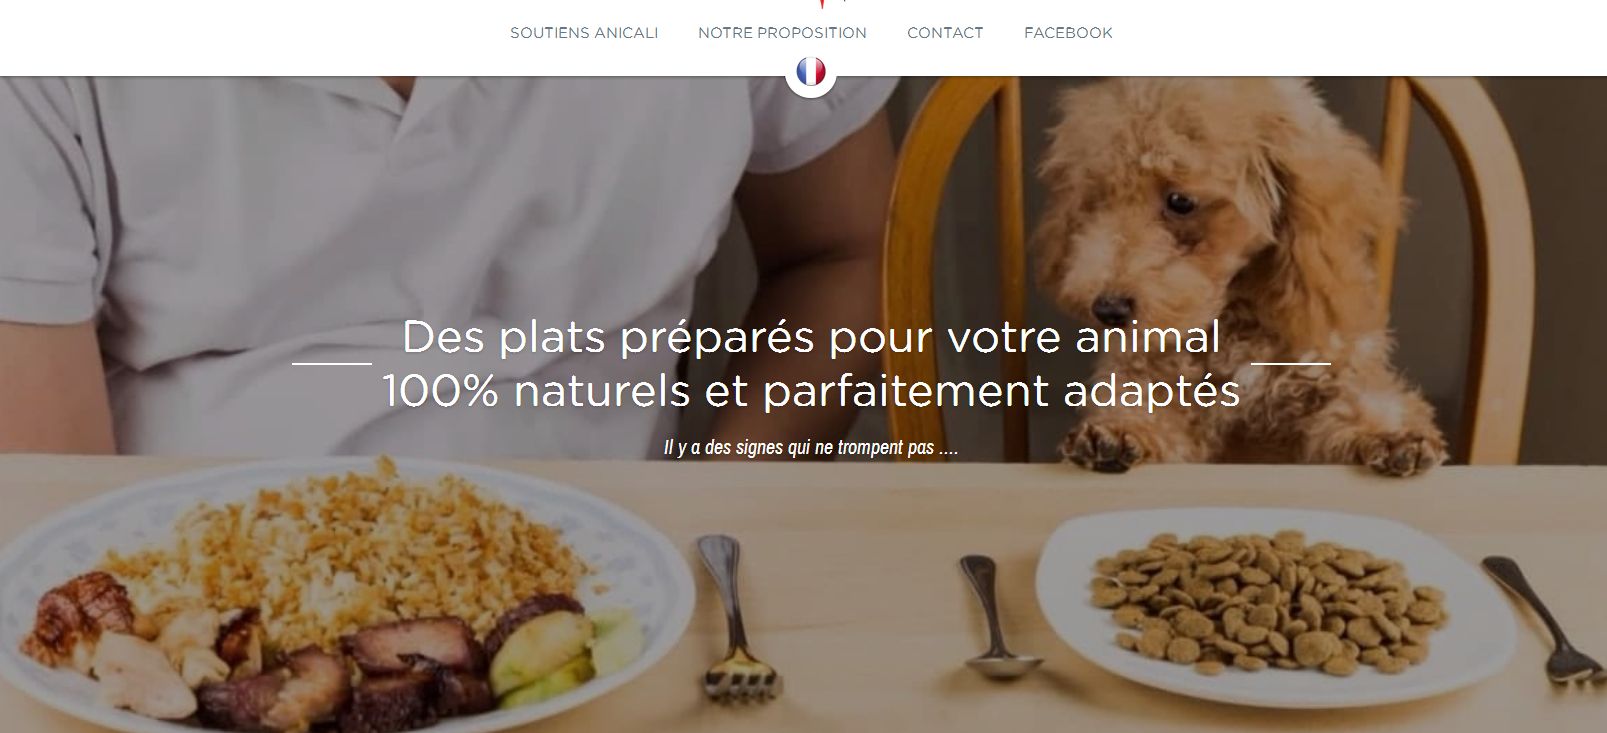 SOUTIENS ANICALI NOTRE PROPOSITION CONTACT FACEBOOK
Des plats préparés pour votre animal
100% naturels et parfaitement adaptés
Il y a des signes qui ne trompent pas ....